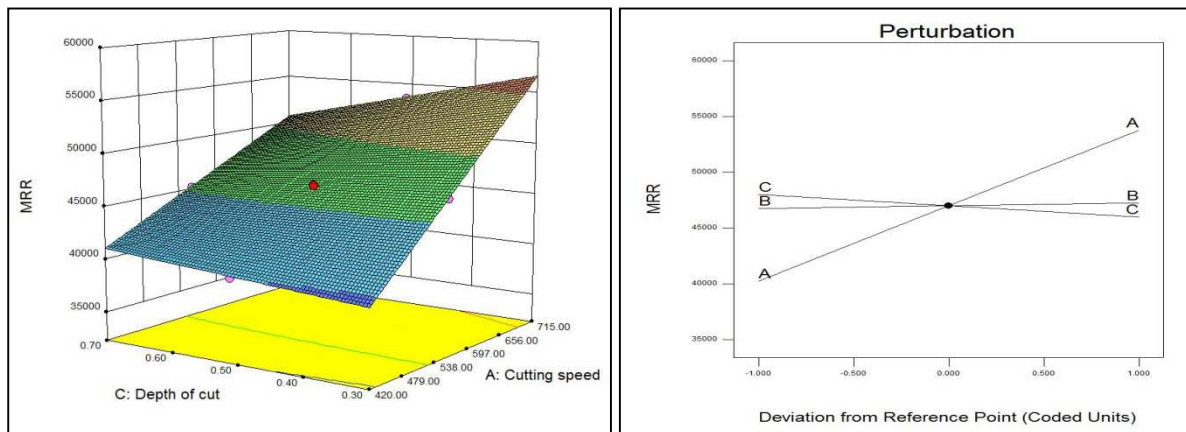 60000
55000
50000
45000
40000
35000
MRR
0.70
0.60
0.50
0.40
0.30
C: Depth of cut
420.00
479.00
538.00
597.00
656.00
715.00
A: Cutting speed
Perturbation
60000
55000
50000
45000
40000
35000
MRR
A
C
B
B
C
A
-1.000
-0.500
0.000
0.500
1.000
Deviation from Reference Point (Coded Units)